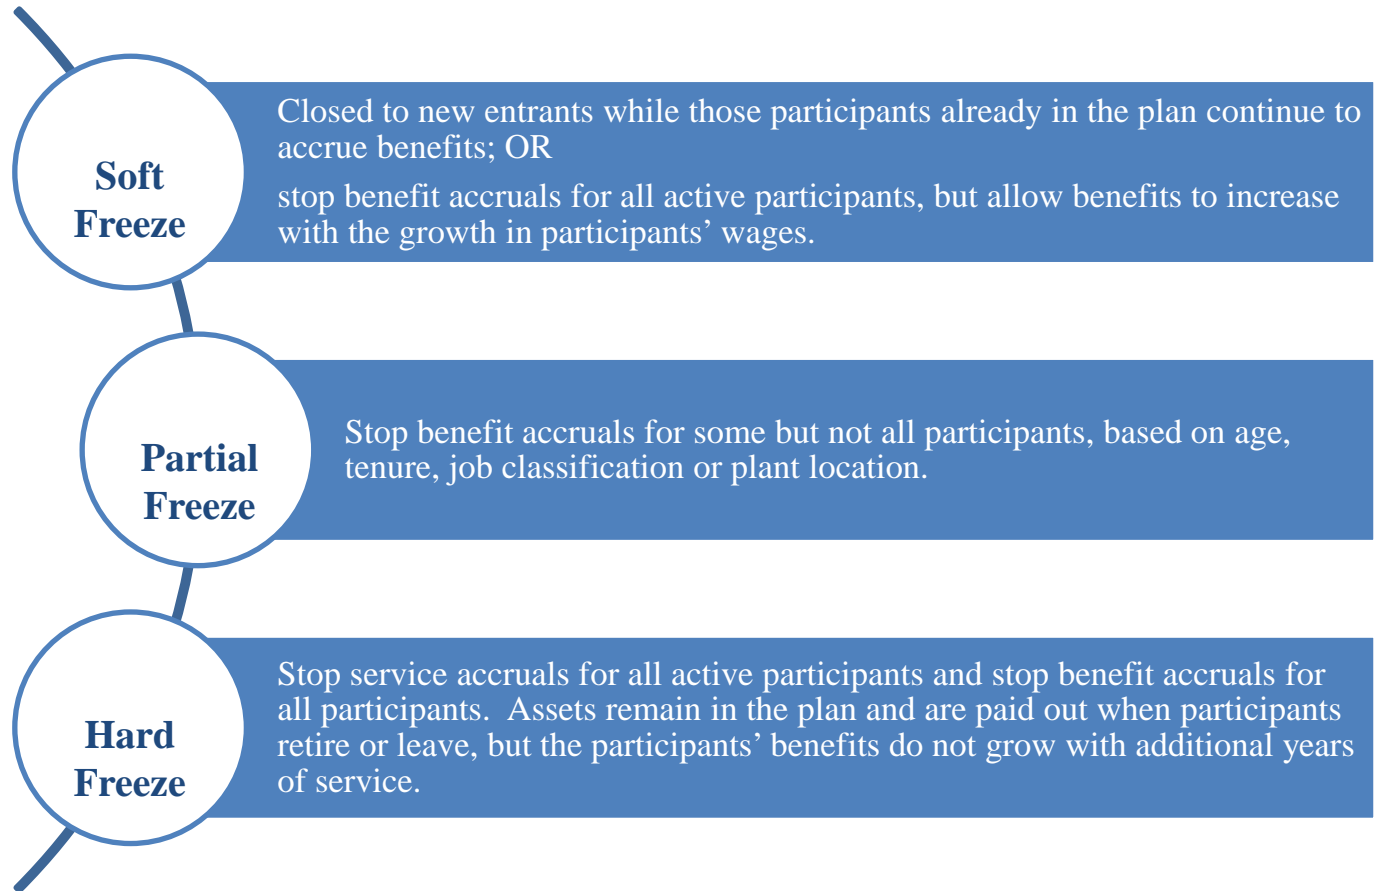 Soft
Freeze
Closed to new entrants while those participants already in the plan continue to
accrue benefits; OR
stop benefit accruals for all active participants, but allow benefits to increase
with the growth in participants’ wages.
Partial
Freeze
Stop benefit accruals for some but not all participants, based on age,
tenure, job classification or plant location.
Hard
Freeze
Stop service accruals for all active participants and stop benefit accruals for
all participants.  Assets remain in the plan and are paid out when participants
retire or leave, but the participants’ benefits do not grow with additional years
of service.